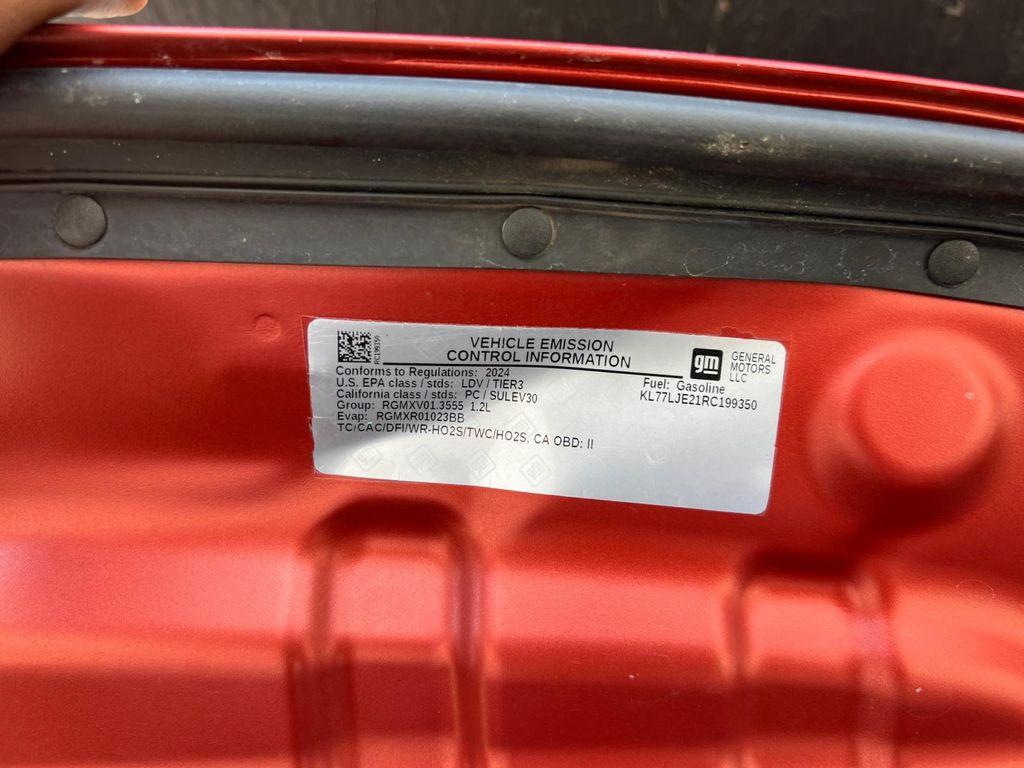 VEHICLE EMISSION
CONTROL INFORMATION
gm
GENERAL
MOTORS
LLC
RC199350
Conforms to Regulations: 2024
U.S. EPA class / stds: LDV / TIER3
California class / stds: PC / SULEV30
Group: RGMXV01.3555 1.2L
Evap: RGMXR01023BB
TC/CAC/DFI/WR-HO2S/TWC/HO2S, CA OBD: II
Fuel: Gasoline
KL77LJE21RC199350